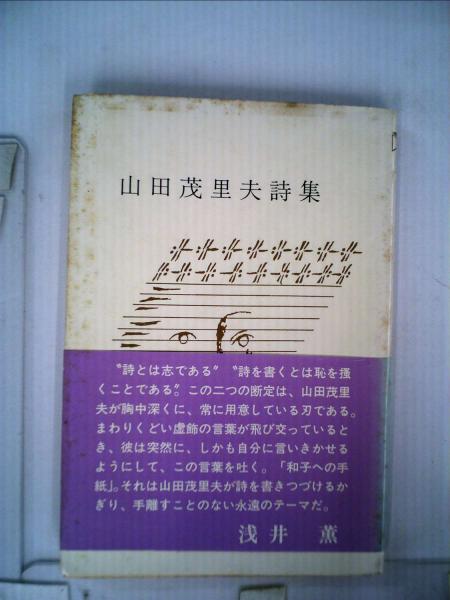 山田茂里夫詩集
〝詩とは志である〟〝詩を書くとは恥を掻
くことである〟。この二つの断定は、山田茂里
夫が胸中深くに、常に用意している刃である。
まわりくどい虚飾の言葉が飛び交っていると
き、彼は突然に、しかも自分に言いきかせる
ようにして、この言葉を吐く。「和子への手
紙」。それは山田茂里夫が詩を書きつづけるか
ぎり、手離すことのない永遠のテーマだ。
浅井 薫